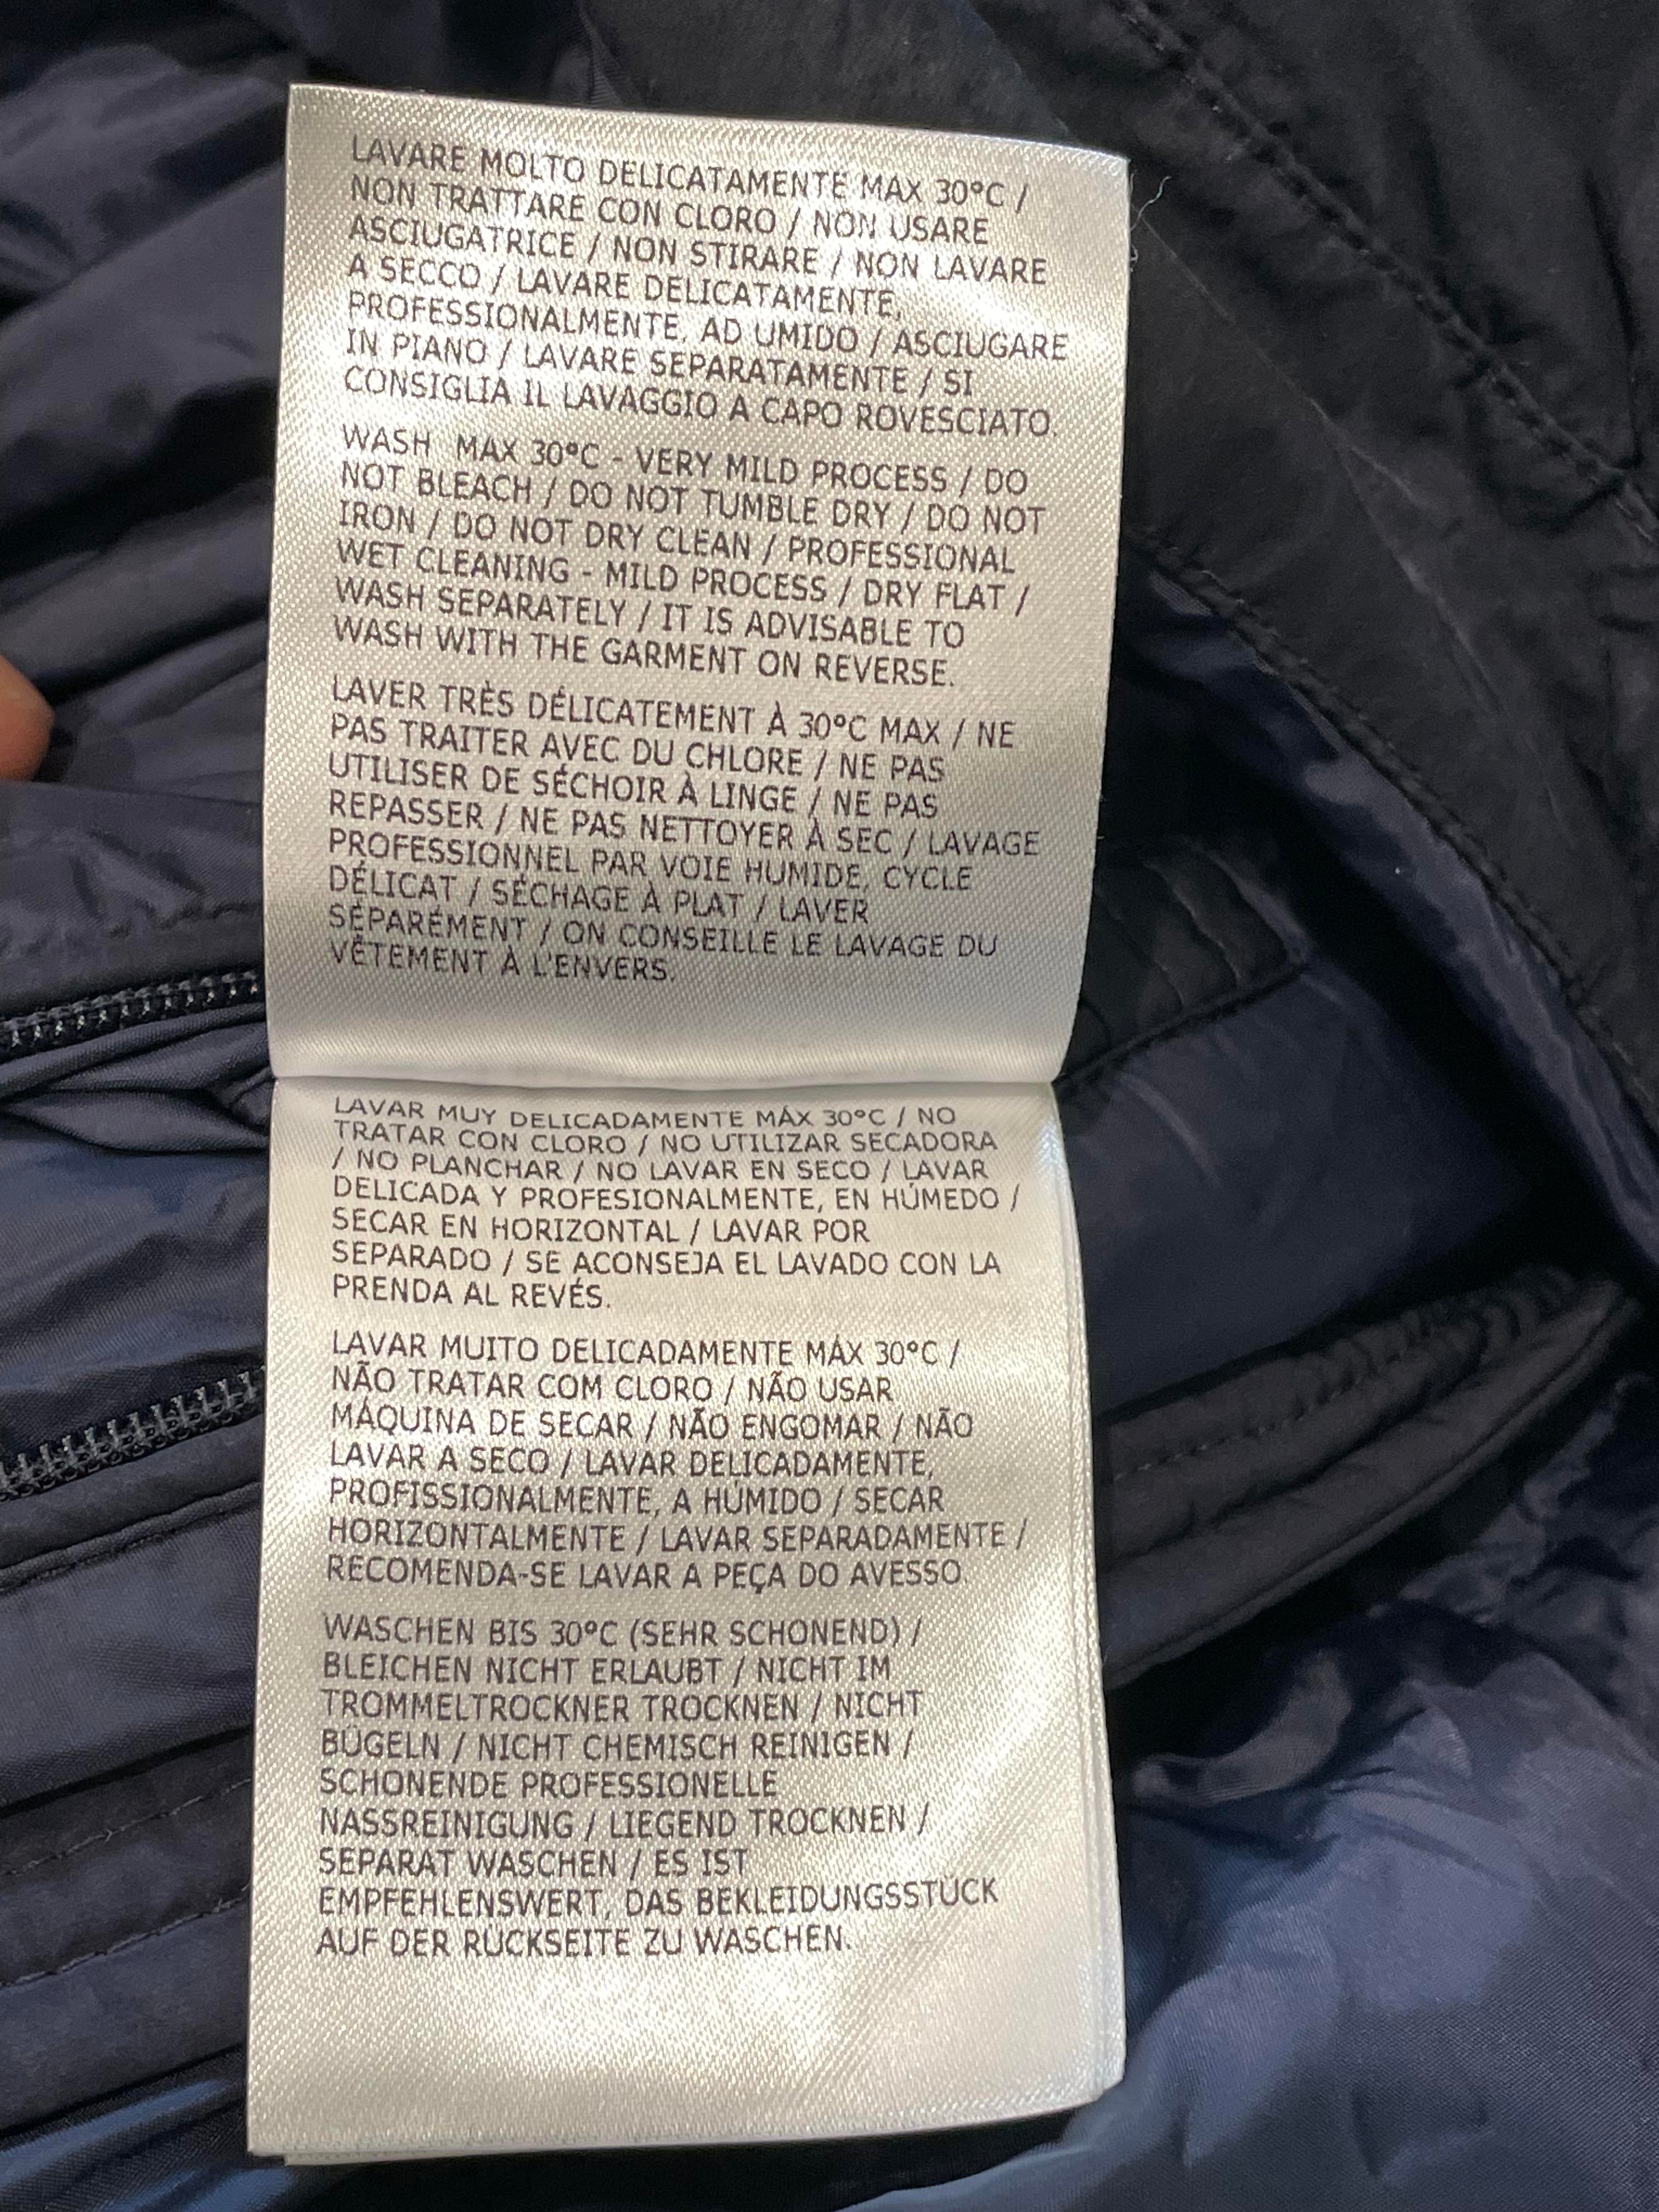 LAVARE MOLTO DELICATAMENTE MAX 30°C /
NON TRATTARE CON CLORO / NON USARE
ASCIUGATRICE / NON STIRARE / NON LAVARE
A SECCO / LAVARE DELICATAMENTE,
PROFESSIONALMENTE, AD UMIDO / ASCIUGARE
IN PIANO / LAVARE SEPARATAMENTE / SI
CONSIGLIA IL LAVAGGIO A CAPO ROVESCIATO.
WASH MAX 30°C - VERY MILD PROCESS / DO
NOT BLEACH / DO NOT TUMBLE DRY / DO NOT
IRON / DO NOT DRY CLEAN / PROFESSIONAL
WET CLEANING - MILD PROCESS / DRY FLAT /
WASH SEPARATELY / IT IS ADVISABLE TO
WASH WITH THE GARMENT ON REVERSE.
LAVER TRÈS DÉLICATEMENT À 30°C MAX / NE
PAS TRAITER AVEC DU CHLORE / NE PAS
UTILISER DE SÉCHOIR À LINGE / NE PAS
REPASSER / NE PAS NETTOYER À SEC / LAVAGE
PROFESSIONNEL PAR VOIE HUMIDE, CYCLE
DÉLICAT / SÉCHAGE À PLAT / LAVER
SÉPARÉMENT / ON CONSEILLE LE LAVAGE DU
VÊTEMENT À L'ENVERS.
LAVAR MUY DELICADAMENTE MÁX 30°C / NO
TRATAR CON CLORO / NO UTILIZAR SECADORA
/ NO PLANCHAR / NO LAVAR EN SECO / LAVAR
DELICADA Y PROFESIONALMENTE, EN HÚMEDO /
SECAR EN HORIZONTAL / LAVAR POR
SEPARADO / SE ACONSEJA EL LAVADO CON LA
PRENDA AL REVÉS.
LAVAR MUITO DELICADAMENTE MÁX 30°C /
NÃO TRATAR COM CLORO / NÃO USAR
MÁQUINA DE SECAR / NÃO ENGOMAR / NÃO
LAVAR A SECO / LAVAR DELICADAMENTE,
PROFISSIONALMENTE, A HÚMIDO / SECAR
HORIZONTALMENTE / LAVAR SEPARADAMENTE /
RECOMENDA-SE LAVAR A PEÇA DO AVESSO
WASCHEN BIS 30°C (SEHR SCHONEND) /
BLEICHEN NICHT ERLAUBT / NICHT IM
TROMMELTROCKNER TROCKNEN / NICHT
BÜGELN / NICHT CHEMISCH REINIGEN /
SCHONENDE PROFESSIONELLE
NASSREINIGUNG / LIEGEND TROCKNEN /
SEPARAT WASCHEN / ES IST
EMPFEHLENSWERT, DAS BEKLEIDUNGSSTÜCK
AUF DER RÜCKSEITE ZU WASCHEN.